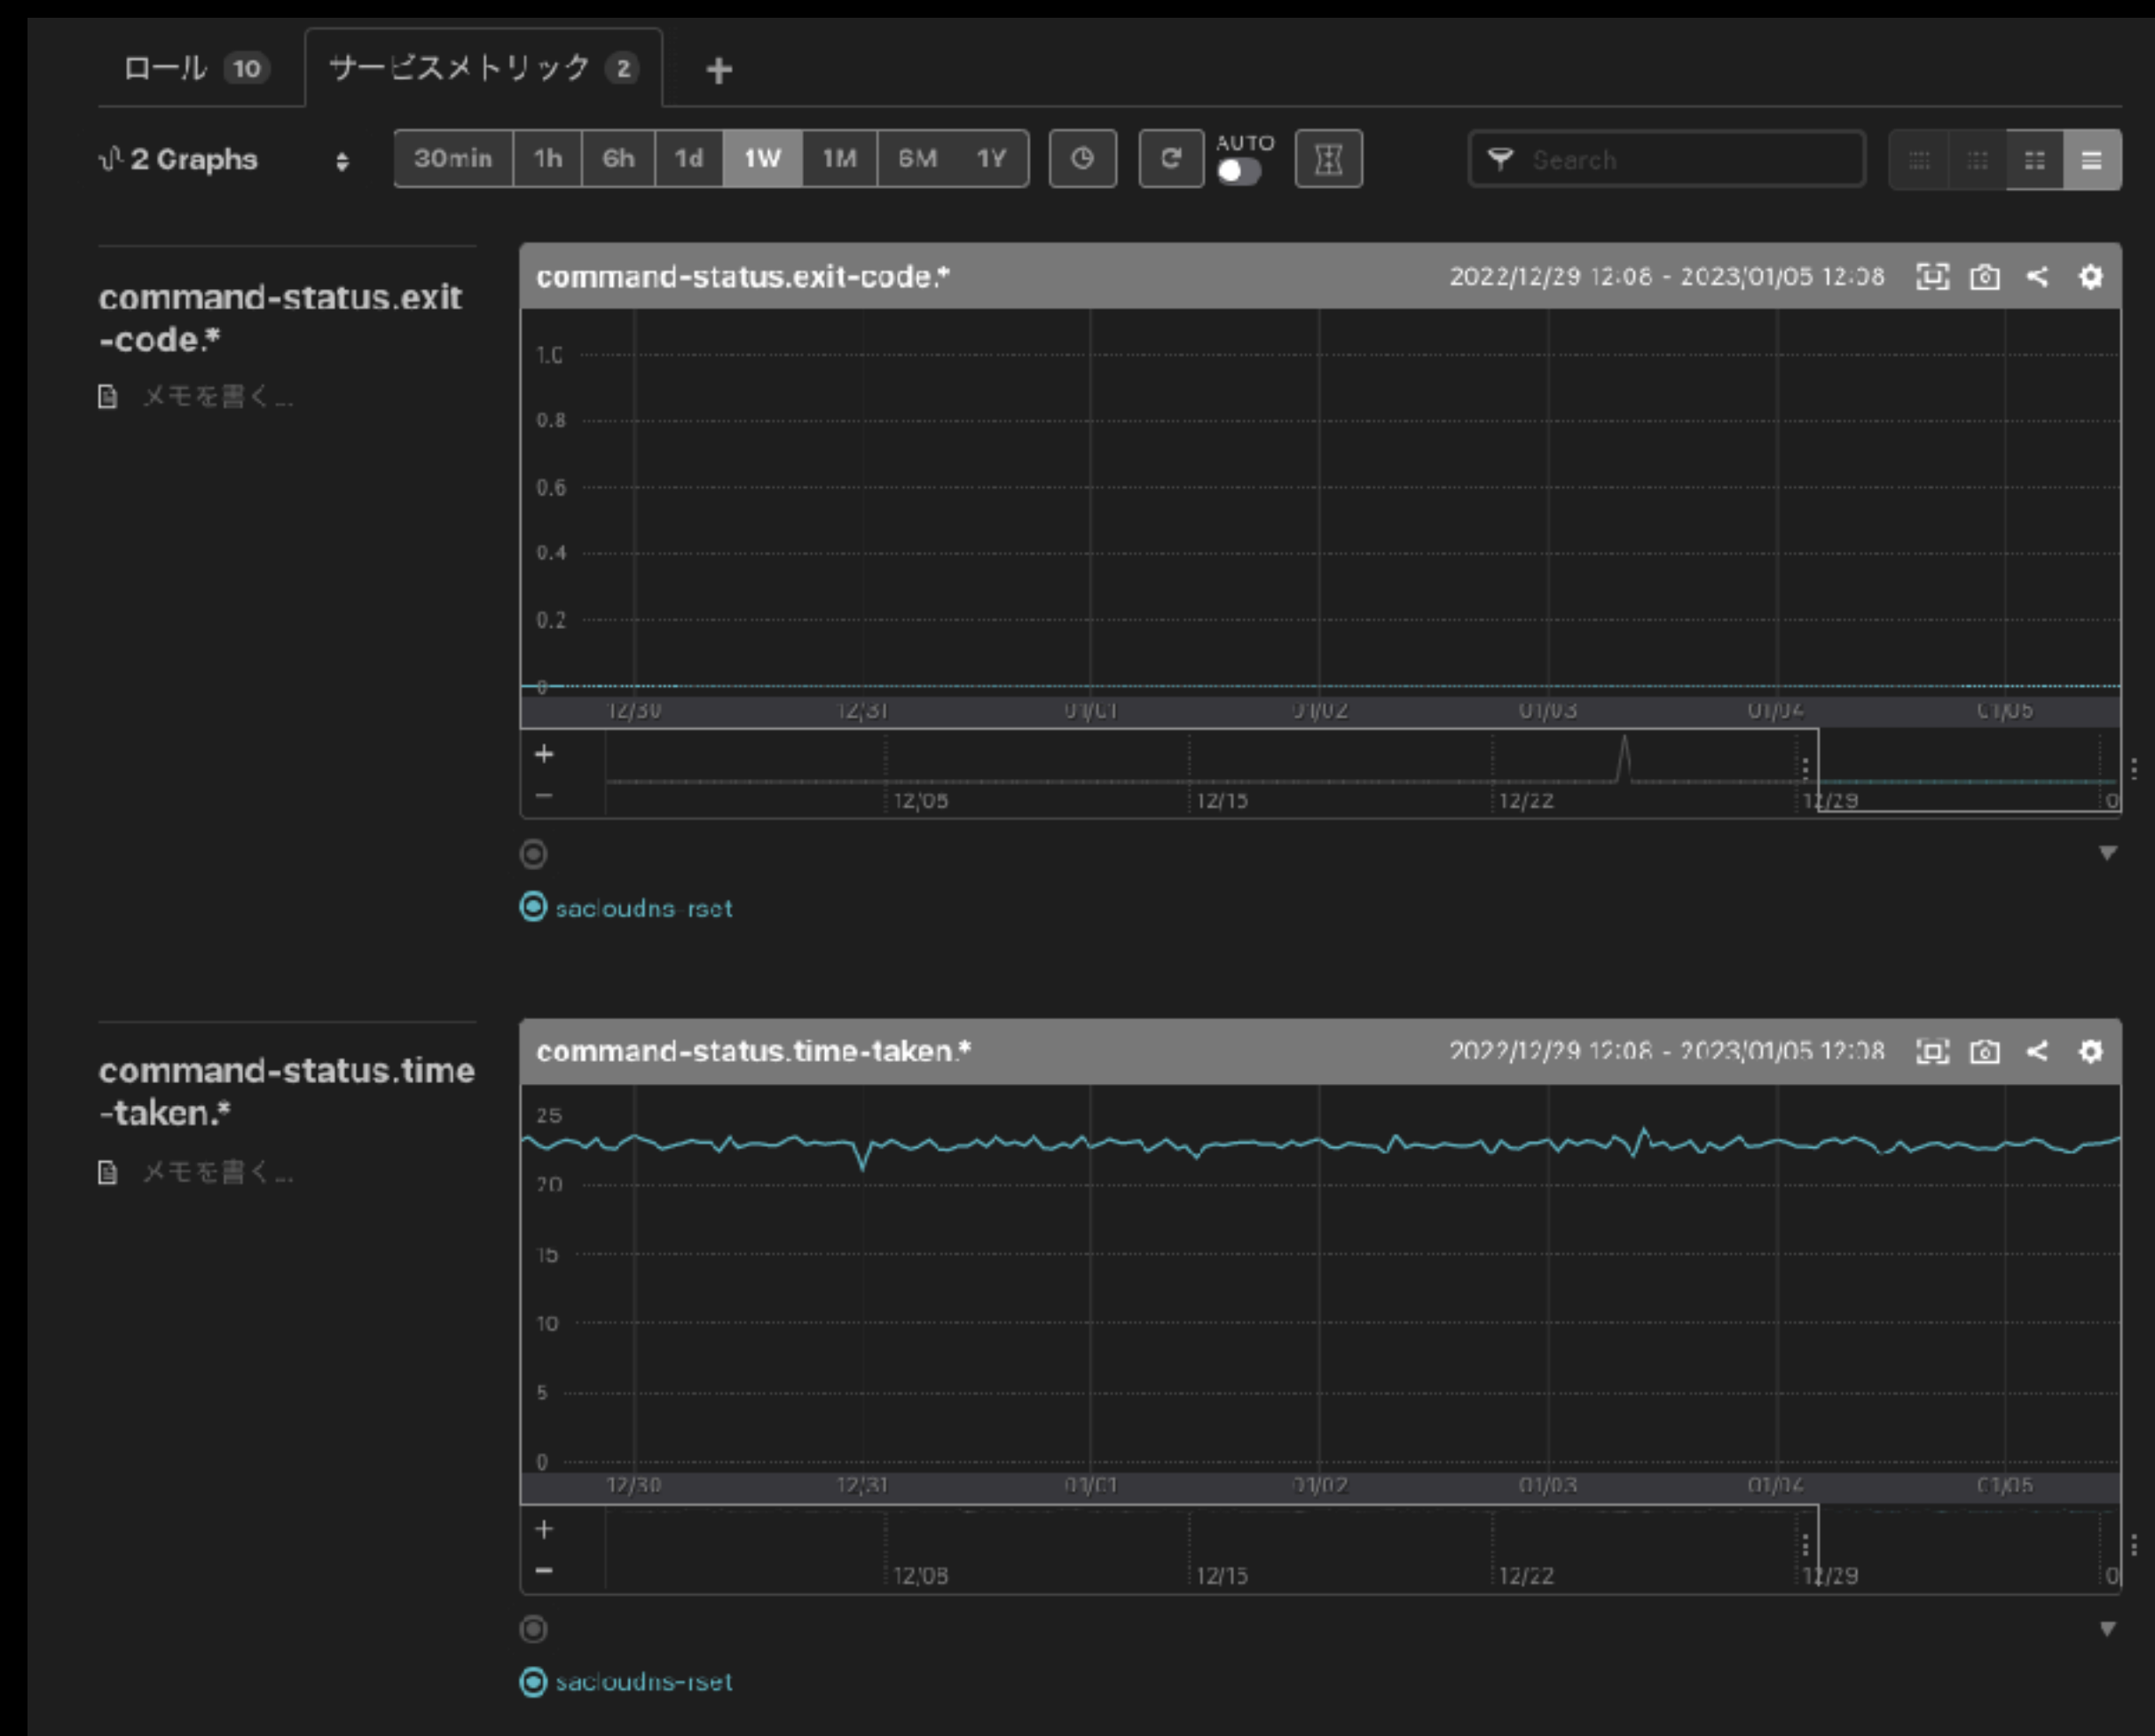 ロール 10 サービスメトリック 2 +
2 Graphs 30min 1h 6h 1d 1W 1M 6M 1Y AUTO Search
command-status.exit
-code.*
メモを書く...
command-status.exit-code.* 2022/12/29 12:08 - 2023/01/05 12:08
1.0
0.8
0.6
0.4
0.2
0
12/30 12/31 01/01 01/02 01/03 01/04 01/05
+
−
12/08 12/15 12/22 12/29 0
sacloudns-rset
command-status.time
-taken.*
メモを書く...
command-status.time-taken.* 2022/12/29 12:08 - 2023/01/05 12:08
25
20
15
10
5
0
12/30 12/31 01/01 01/02 01/03 01/04 01/05
+
−
12/08 12/15 12/22 12/29 0
sacloudns-rset